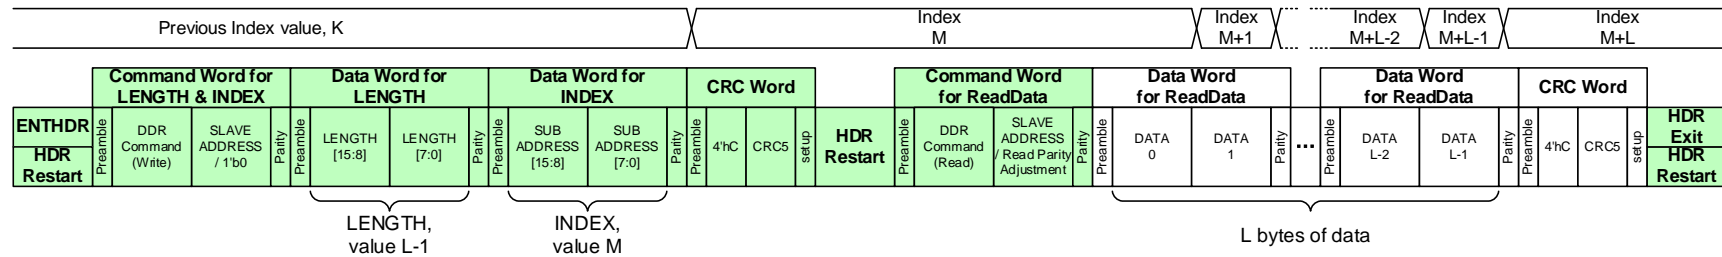 Previous Index value, K
Index
M
Index
M+1
Index
M+L-2
Index
M+L-1
Index
M+L
Command Word for
LENGTH & INDEX
Data Word for
LENGTH
Data Word for
INDEX
CRC Word
Command Word
for ReadData
Data Word
for ReadData
Data Word
for ReadData
CRC Word
ENTHDR
HDR
Restart
Preamble
DDR
Command
(Write)
SLAVE
ADDRESS
/ 1'b0
Parity
Preamble
LENGTH
[15:8]
LENGTH
[7:0]
Parity
Preamble
SUB
ADDRESS
[15:8]
SUB
ADDRESS
[7:0]
Parity
Preamble
4'hC
CRC5
setup
HDR
Restart
Preamble
DDR
Command
(Read)
SLAVE
ADDRESS
/ Read Parity
Adjustment
Parity
Preamble
DATA
0
DATA
1
Parity
...
Preamble
DATA
L-2
DATA
L-1
Parity
Preamble
4'hC
CRC5
setup
HDR
Exit
HDR
Restart
LENGTH,
value L-1
INDEX,
value M
L bytes of data